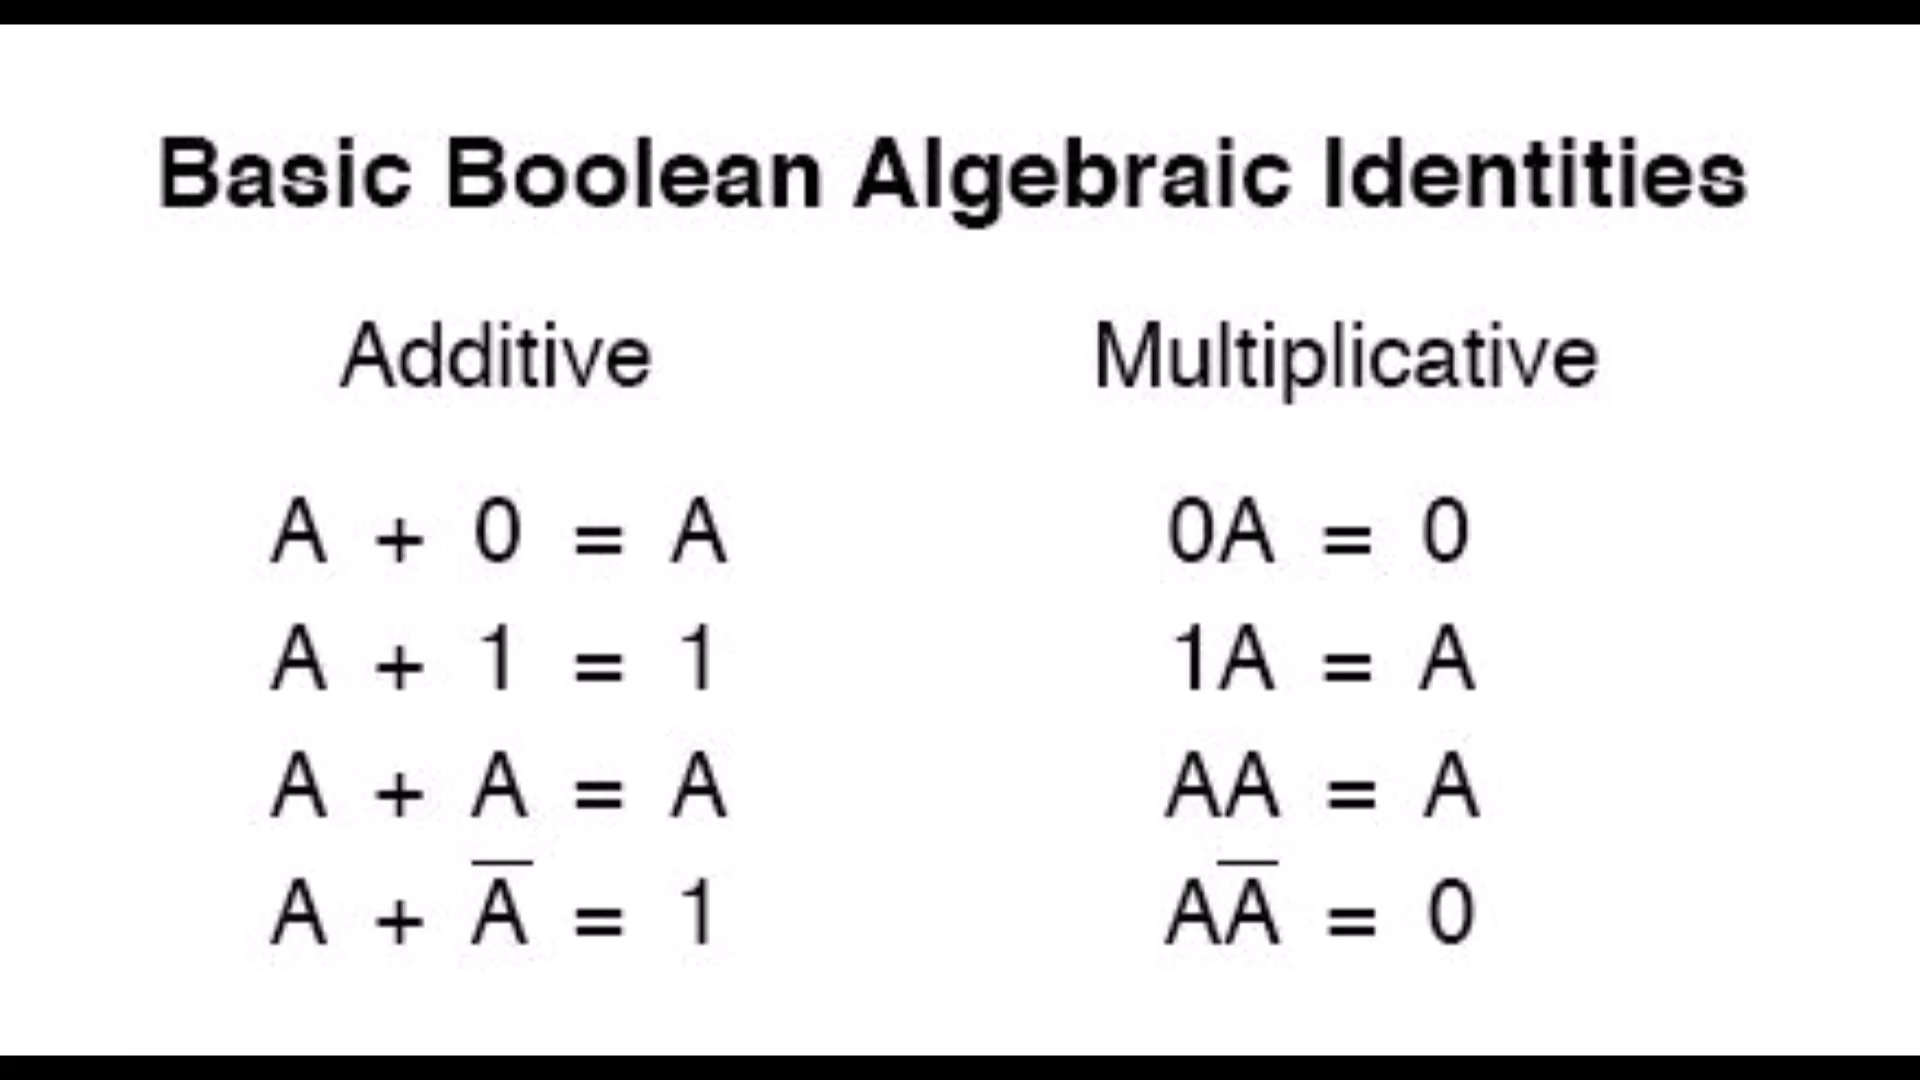 Basic Boolean Algebraic Identities
Additive Multiplicative
A + 0 = A 0A = 0
A + 1 = 1 1A = A
A + A = A AA = A
A + A̅ = 1 AA̅ = 0